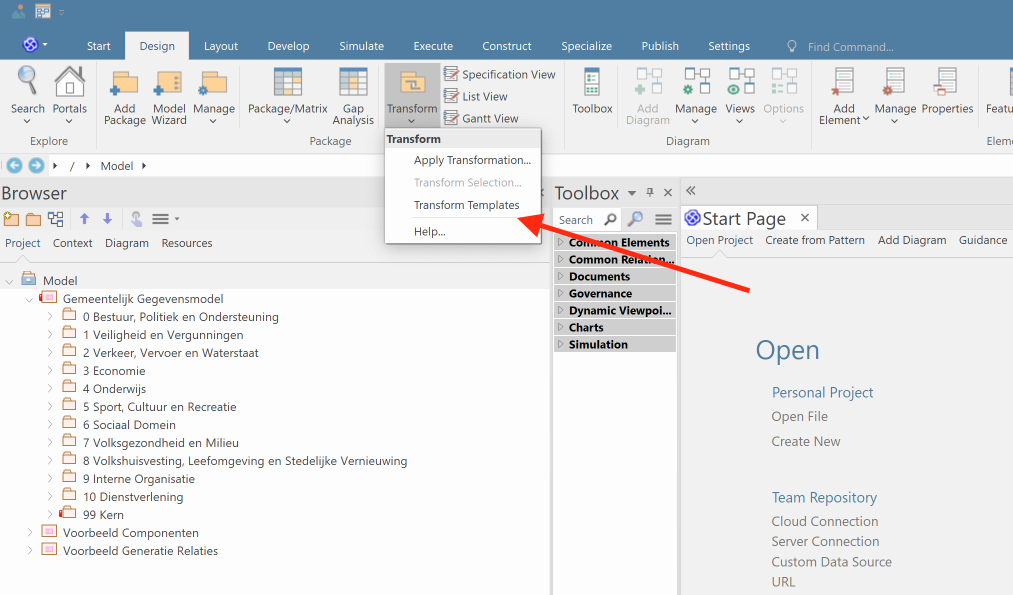 Start Design Layout Develop Simulate Execute Construct Specialize Publish Settings Find Command...
Search Portals
Explore
Add Package Model Wizard Manage
Package/Matrix Gap Analysis
Transform
Specification View
List View
Gantt View
Package
Toolbox
Add Diagram Manage Views Options
Diagram
Add Element Manage Properties
Transform
Apply Transformation...
Transform Selection...
Transform Templates
Help...
/ Model
Browser
Project Context Diagram Resources
Model
Gemeentelijk Gegevensmodel
0 Bestuur, Politiek en Ondersteuning
1 Veiligheid en Vergunningen
2 Verkeer, Vervoer en Waterstaat
3 Economie
4 Onderwijs
5 Sport, Cultuur en Recreatie
6 Sociaal Domein
7 Volksgezondheid en Milieu
8 Volkshuisvesting, Leefomgeving en Stedelijke Vernieuwing
9 Interne Organisatie
10 Dienstverlening
99 Kern
Voorbeeld Componenten
Voorbeeld Generatie Relaties
Toolbox
Search
Common Elements
Common Relation...
Documents
Governance
Dynamic Viewpoi...
Charts
Simulation
Start Page
Open Project Create from Pattern Add Diagram Guidance
Open
Personal Project
Open File
Create New
Team Repository
Cloud Connection
Server Connection
Custom Data Source
URL